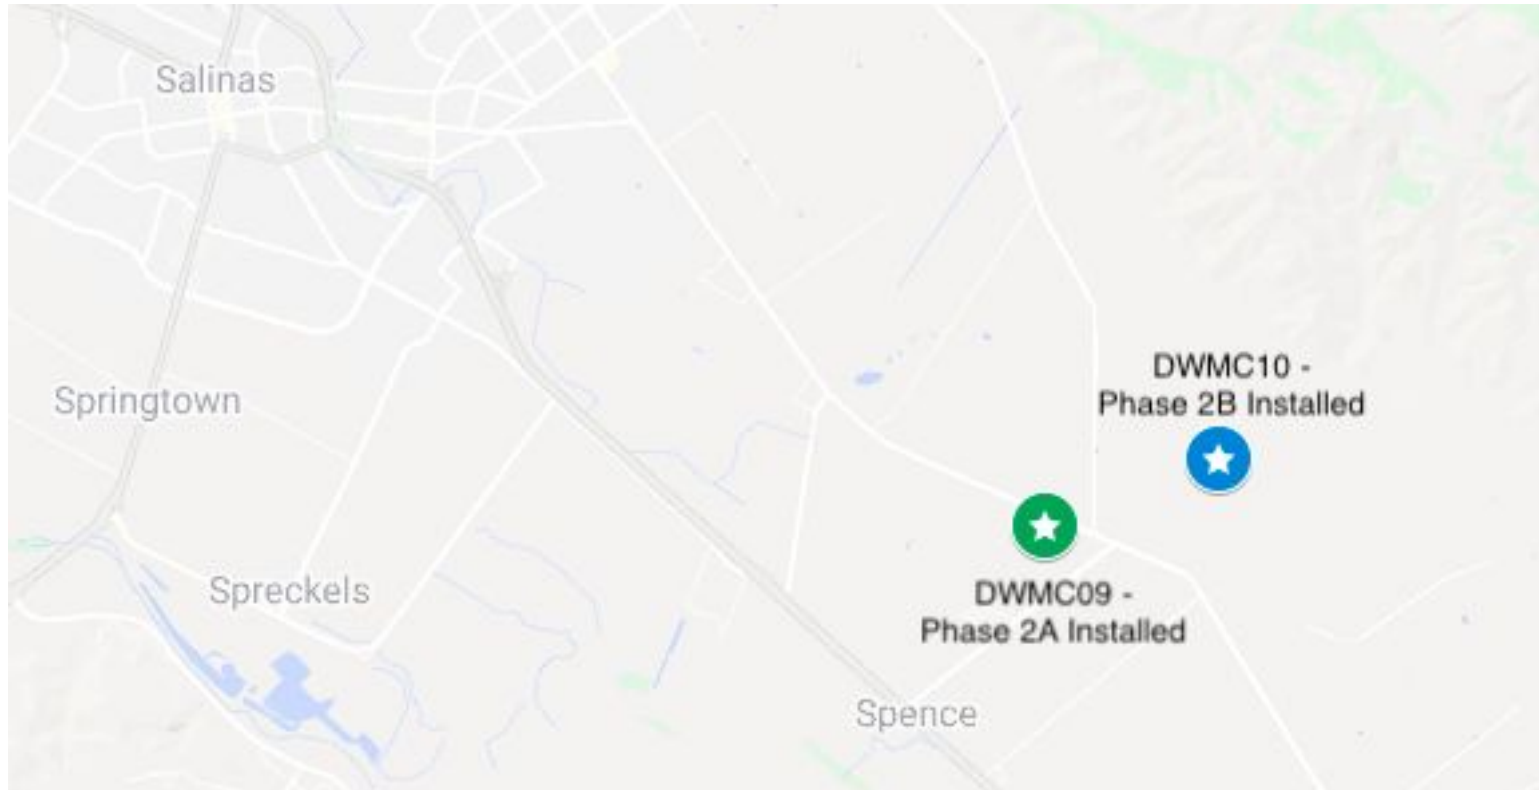 Salinas
DWMC10 -
Phase 2B Installed
Springtown
Spreckels
DWMC09 -
Phase 2A Installed
Spence